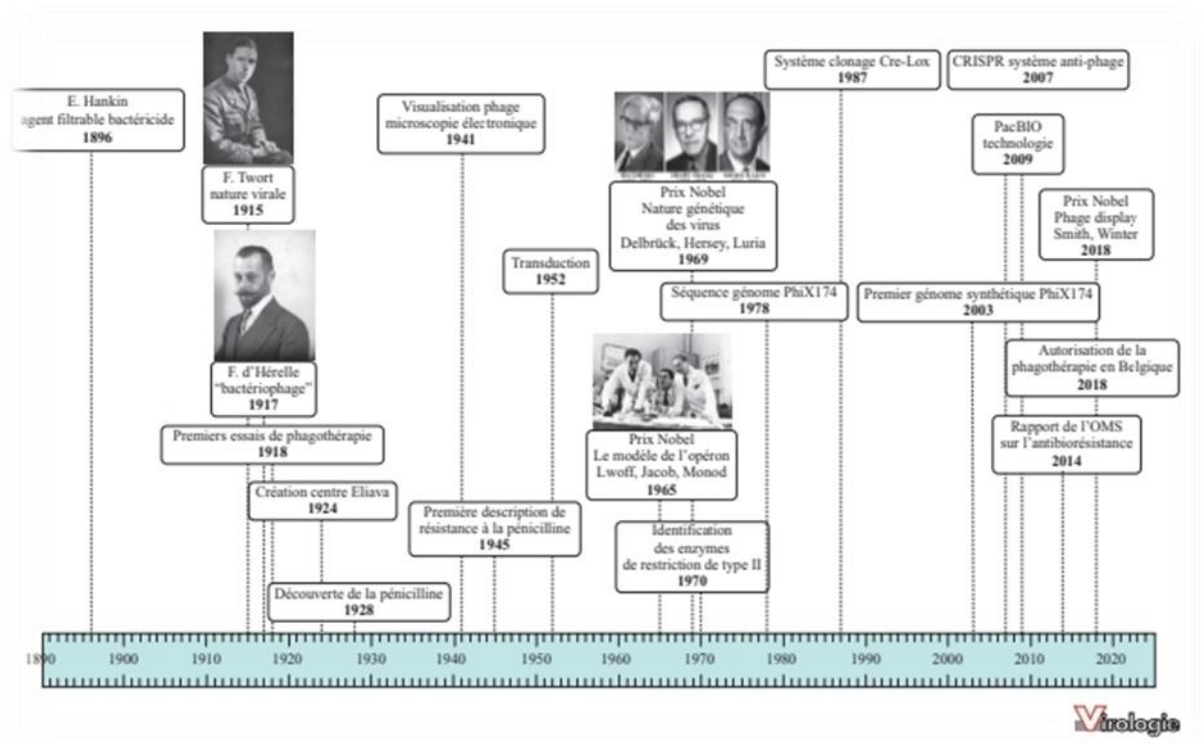 E. Hankin
agent filtrable bactéricide
1896
F. Twort
nature virale
1915
F. d’Hérelle
“bactériophage”
1917
Premiers essais de phagothérapie
1918
Création centre Eliava
1924
Découverte de la pénicilline
1928
Visualisation phage
microscopie électronique
1941
Première description de
résistance à la pénicilline
1945
Transduction
1952
Prix Nobel
Nature génétique
des virus
Delbrück, Hersey, Luria
1969
Séquence génome PhiX174
1978
Prix Nobel
Le modèle de l’opéron
Lwoff, Jacob, Monod
1965
Identification
des enzymes
de restriction de type II
1970
Système clonage Cre-Lox
1987
CRISPR système anti-phage
2007
PacBIO
technologie
2009
Prix Nobel
Phage display
Smith, Winter
2018
Premier génome synthétique PhiX174
2003
Autorisation de la
phagothérapie en Belgique
2018
Rapport de l’OMS
sur l’antibiorésistance
2014
1890 1900 1910 1920 1930 1940 1950 1960 1970 1980 1990 2000 2010 2020
Virologie